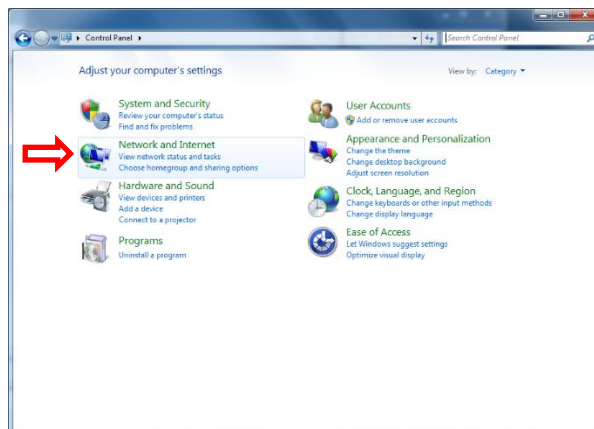 Control Panel
Search Control Panel
Adjust your computer's settings
View by: Category
System and Security
Review your computer's status
Find and fix problems
Network and Internet
View network status and tasks
Choose homegroup and sharing options
Hardware and Sound
View devices and printers
Add a device
Connect to a projector
Programs
Uninstall a program
User Accounts
Add or remove user accounts
Appearance and Personalization
Change the theme
Change desktop background
Adjust screen resolution
Clock, Language, and Region
Change keyboards or other input methods
Change display language
Ease of Access
Let Windows suggest settings
Optimize visual display